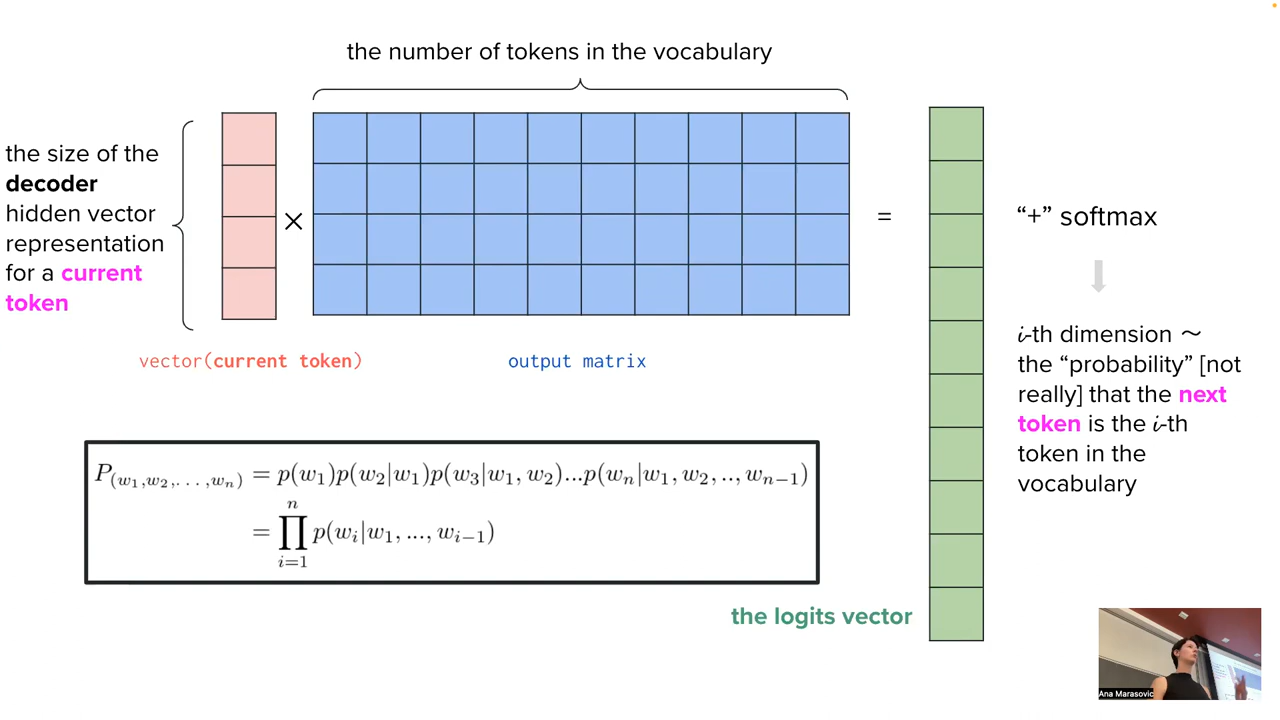 the number of tokens in the vocabulary
the size of the
decoder
hidden vector
representation
for a current
token
×
=
“+” softmax
i-th dimension ～
the “probability” [not
really] that the next
token is the i-th
token in the
vocabulary
vector(current token)
output matrix
P(w₁,w₂,. . . ,wₙ) = p(w₁)p(w₂|w₁)p(w₃|w₁, w₂)...p(wₙ|w₁, w₂, .., wₙ₋₁)
= ∏ⁿᵢ₌₁ p(wᵢ|w₁, ..., wᵢ₋₁)
the logits vector
Ana Marasovic